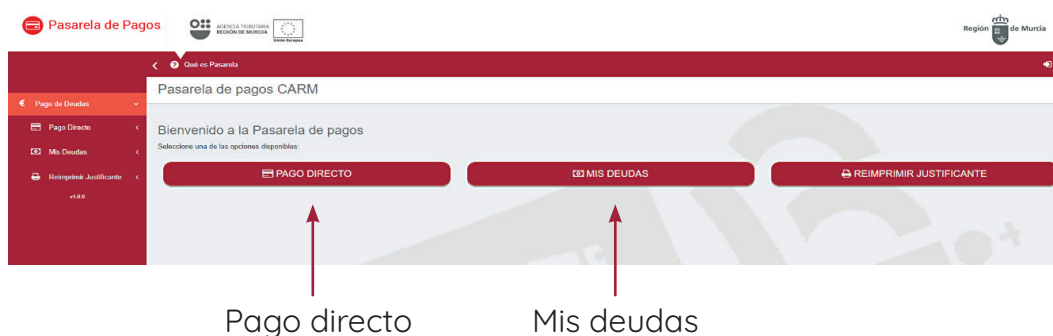 Pasarela de Pagos
AGENCIA TRIBUTARIA
REGIÓN DE MURCIA
Unión Europea
Región de Murcia
Qué es Pasarela
Pasarela de pagos CARM
€ Pago de Deudas
Pago Directo
Mis Deudas
Reimprimir Justificante
v1.6.0
Bienvenido a la Pasarela de pagos
Seleccione una de las opciones disponibles:
PAGO DIRECTO
MIS DEUDAS
REIMPRIMIR JUSTIFICANTE
Pago directo
Mis deudas